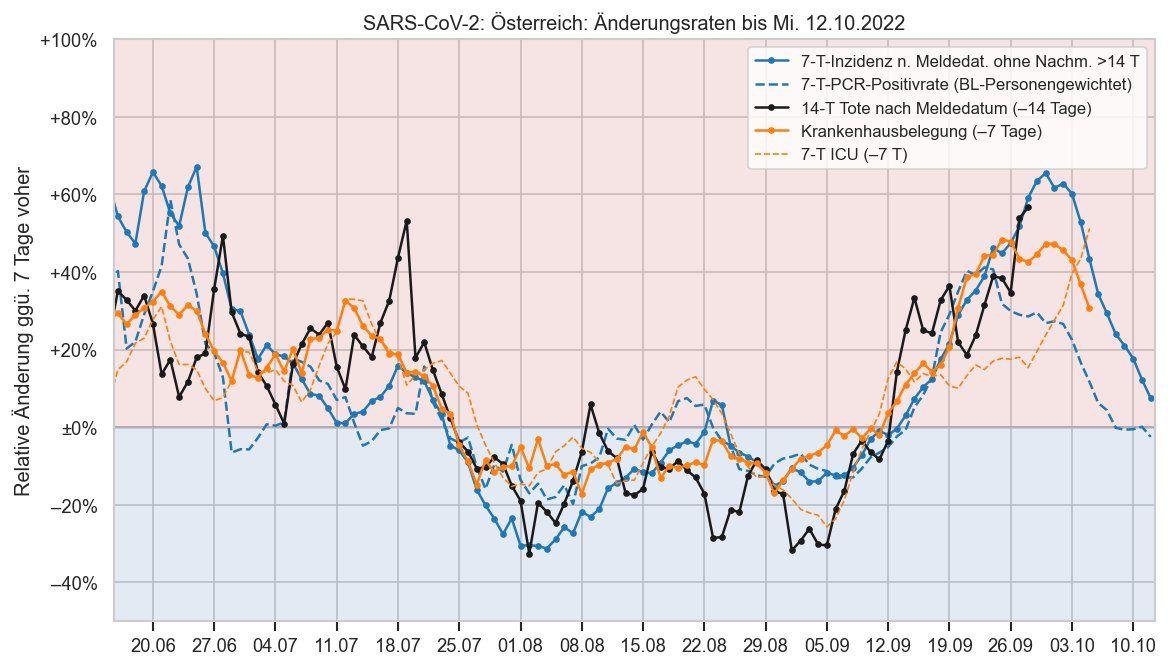 SARS-CoV-2: Österreich: Änderungsraten bis Mi. 12.10.2022
Relative Änderung ggü. 7 Tage voher
+100%
+80%
+60%
+40%
+20%
±0%
−20%
−40%
7-T-Inzidenz n. Meldedat. ohne Nachm. >14 T
7-T-PCR-Positivrate (BL-Personengewichtet)
14-T Tote nach Meldedatum (–14 Tage)
Krankenhausbelegung (–7 Tage)
7-T ICU (–7 T)
20.06 27.06 04.07 11.07 18.07 25.07 01.08 08.08 15.08 22.08 29.08 05.09 12.09 19.09 26.09 03.10 10.10